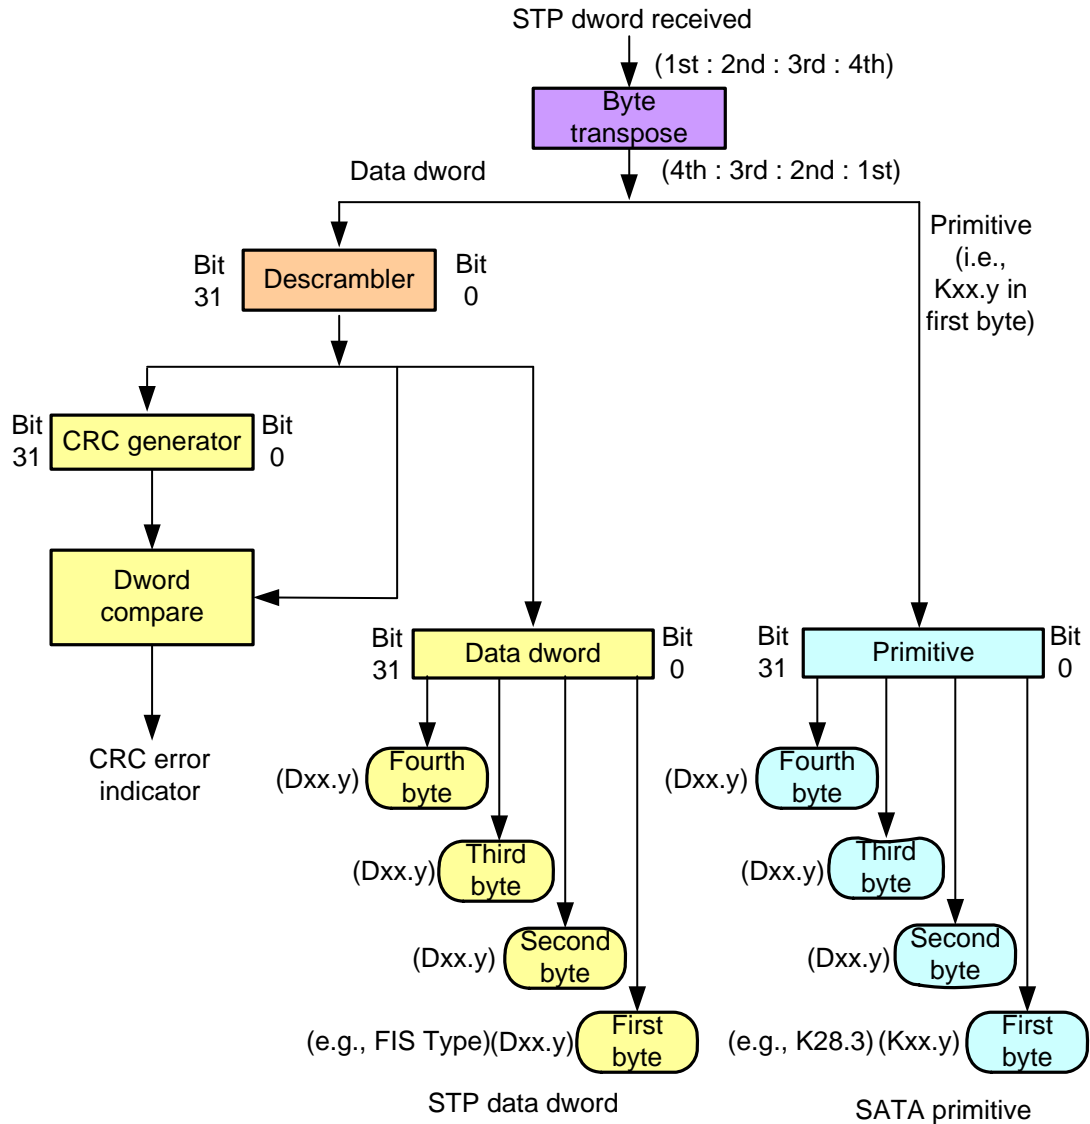 STP dword received
(1st : 2nd : 3rd : 4th)
Byte
transpose
(4th : 3rd : 2nd : 1st)
Data dword
Primitive
(i.e.,
Kxx.y in
first byte)
Bit
31
Descrambler
Bit
0
Bit
31
CRC generator
Bit
0
Dword
compare
CRC error
indicator
Bit
31
Data dword
Bit
0
(Dxx.y)
Fourth
byte
(Dxx.y)
Third
byte
(Dxx.y)
Second
byte
(e.g., FIS Type)(Dxx.y)
First
byte
STP data dword
Bit
31
Primitive
Bit
0
(Dxx.y)
Fourth
byte
(Dxx.y)
Third
byte
(Dxx.y)
Second
byte
(e.g., K28.3) (Kxx.y)
First
byte
SATA primitive